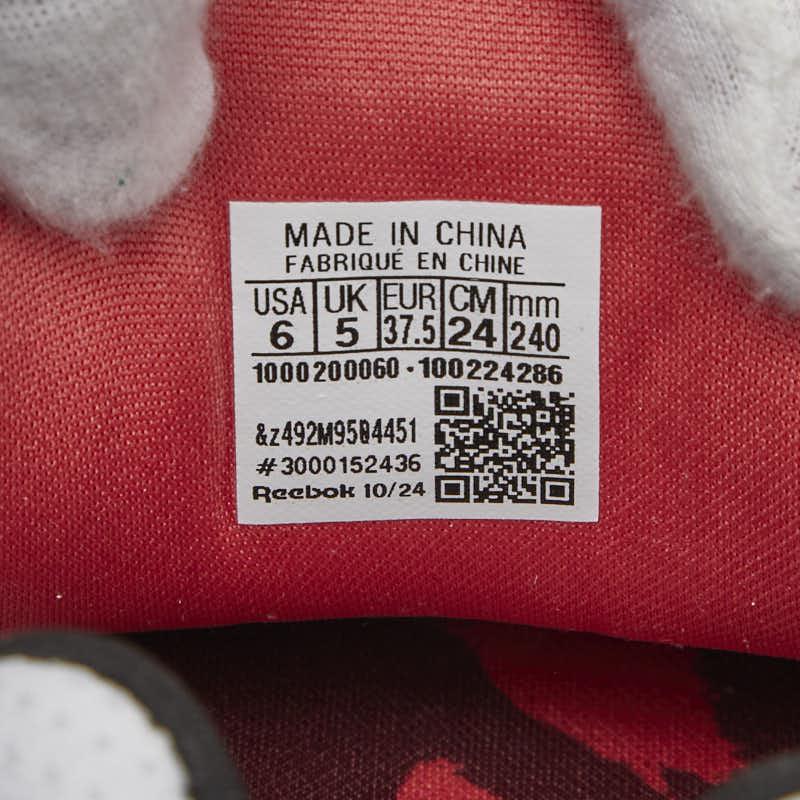 MADE IN CHINA
FABRIQUÉ EN CHINE
USA UK EUR CM mm
6 5 37.5 24 240
1000200060 · 100224286
&z492M95Q4451
#3000152436
Reebok 10/24